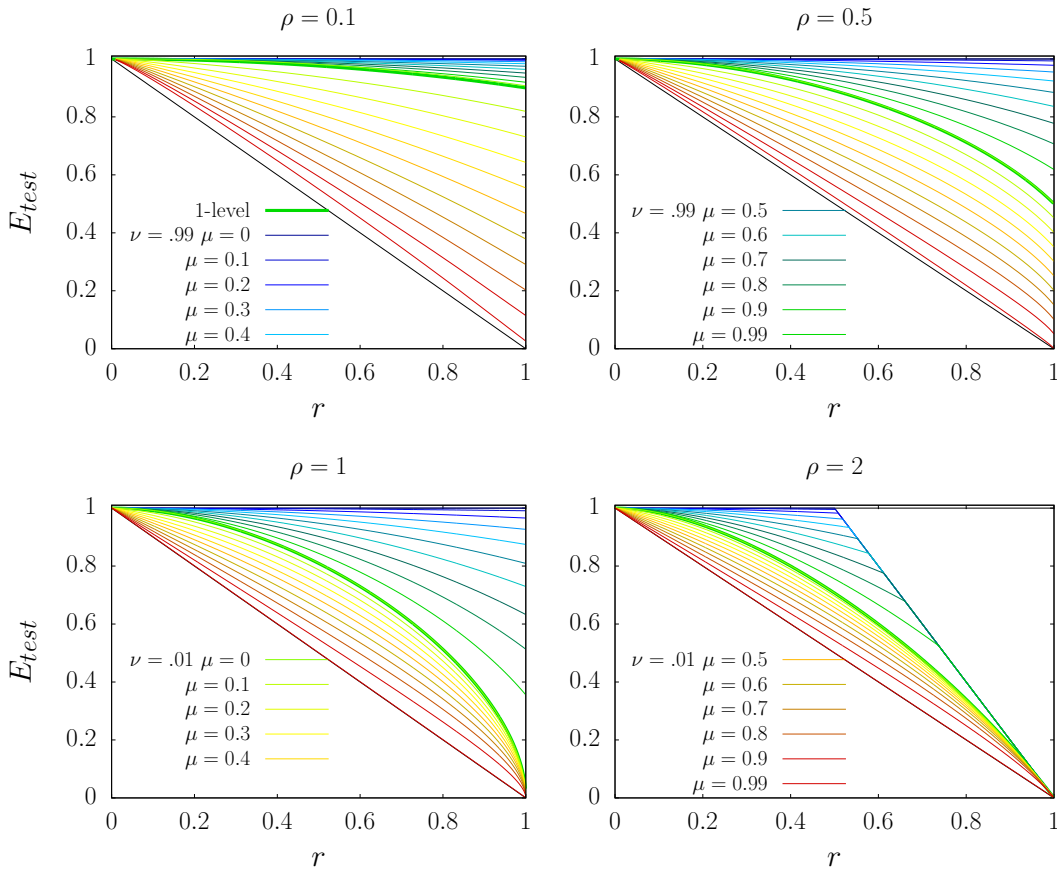 ρ = 0.1
1
0.8
0.6
0.4
0.2
0
E_test
1-level
ν = .99 μ = 0
μ = 0.1
μ = 0.2
μ = 0.3
μ = 0.4
0 0.2 0.4 0.6 0.8 1
r
ρ = 0.5
1
0.8
0.6
0.4
0.2
0
ν = .99 μ = 0.5
μ = 0.6
μ = 0.7
μ = 0.8
μ = 0.9
μ = 0.99
0 0.2 0.4 0.6 0.8 1
r
ρ = 1
1
0.8
0.6
0.4
0.2
0
E_test
ν = .01 μ = 0
μ = 0.1
μ = 0.2
μ = 0.3
μ = 0.4
0 0.2 0.4 0.6 0.8 1
r
ρ = 2
1
0.8
0.6
0.4
0.2
0
ν = .01 μ = 0.5
μ = 0.6
μ = 0.7
μ = 0.8
μ = 0.9
μ = 0.99
0 0.2 0.4 0.6 0.8 1
r